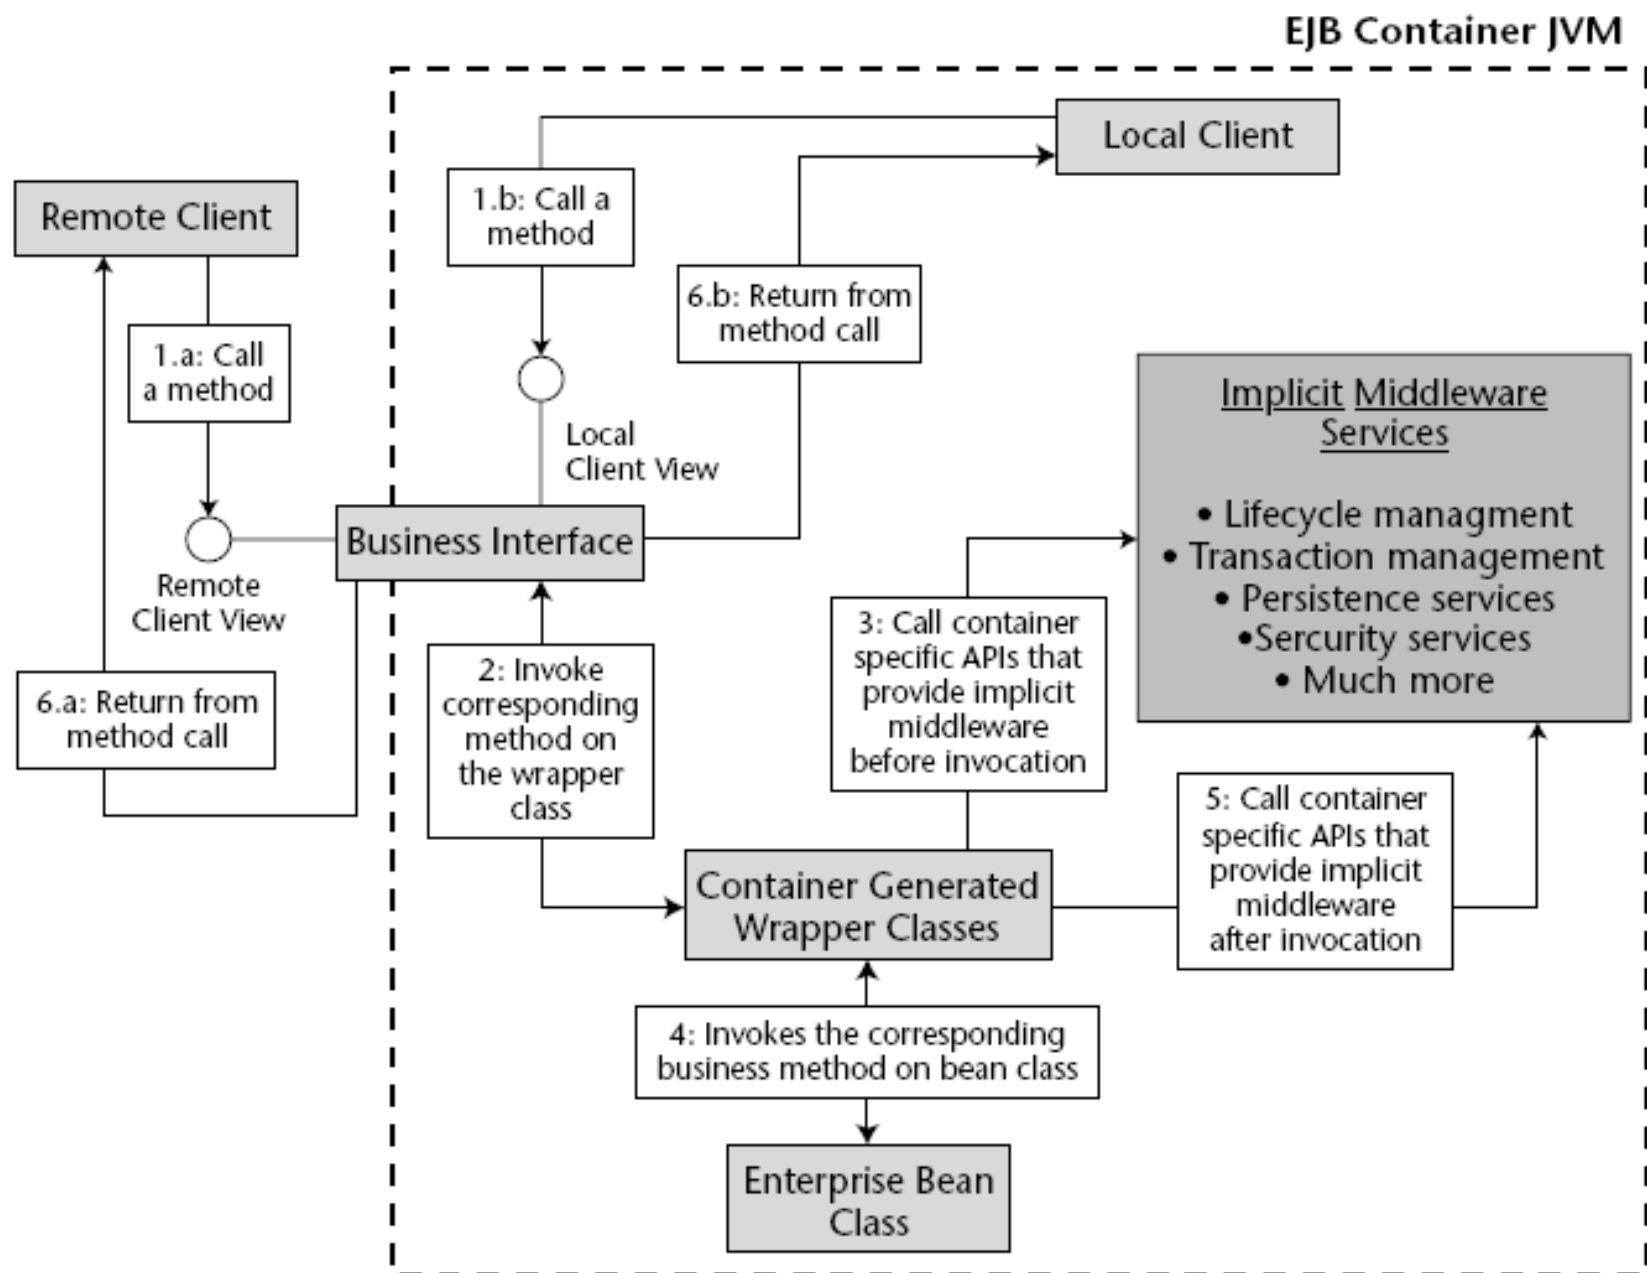 EJB Container JVM
Local Client
1.b: Call a
method
Remote Client
6.b: Return from
method call
1.a: Call
a method
Implicit Middleware
Services
Local
Client View
• Lifecycle managment
• Transaction management
• Persistence services
•Sercurity services
• Much more
Business Interface
Remote
Client View
3: Call container
specific APIs that
provide implicit
middleware
before invocation
2: Invoke
corresponding
method on
the wrapper
class
6.a: Return from
method call
5: Call container
specific APIs that
provide implicit
middleware
after invocation
Container Generated
Wrapper Classes
4: Invokes the corresponding
business method on bean class
Enterprise Bean
Class